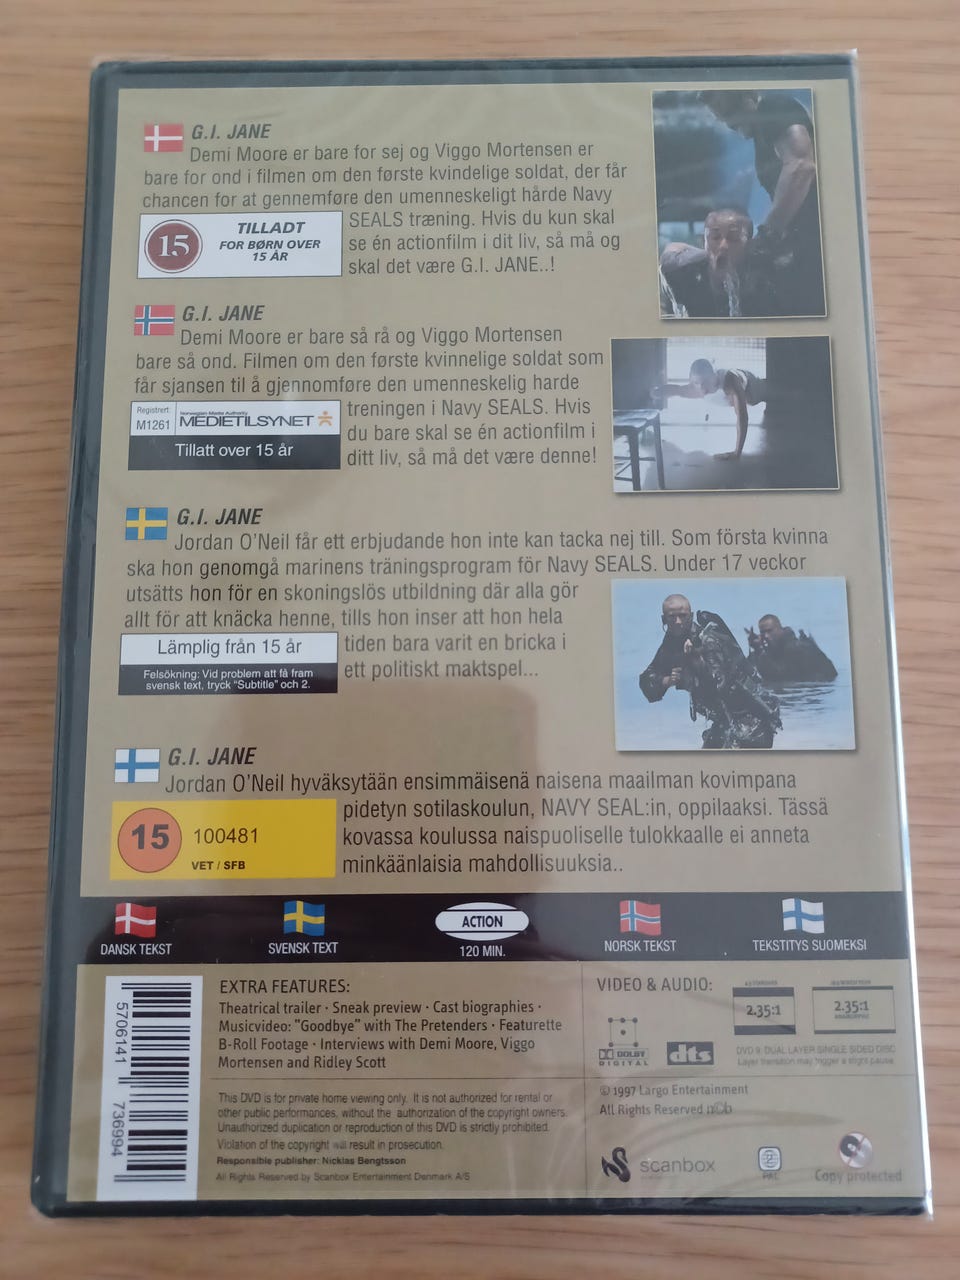 G.I. JANE
Demi Moore er bare for sej og Viggo Mortensen er
bare for ond i filmen om den første kvindelige soldat, der får
chancen for at gennemføre den umenneskeligt hårde Navy
SEALS træning. Hvis du kun skal
se én actionfilm i dit liv, så må og
skal det være G.I. JANE..!
15
TILLADT
FOR BØRN OVER
15 ÅR
G.I. JANE
Demi Moore er bare så rå og Viggo Mortensen
bare så ond. Filmen om den første kvinnelige soldat som
får sjansen til å gjennomføre den umenneskelig harde
treningen i Navy SEALS. Hvis
du bare skal se én actionfilm i
ditt liv, så må det være denne!
Registrert:
M1261
Norwegian Media Authority
MEDIETILSYNET
Tillatt over 15 år
G.I. JANE
Jordan O'Neil får ett erbjudande hon inte kan tacka nej till. Som första kvinna
ska hon genomgå marinens träningsprogram för Navy SEALS. Under 17 veckor
utsätts hon för en skoningslös utbildning där alla gör
allt för att knäcka henne, tills hon inser att hon hela
tiden bara varit en bricka i
ett politiskt maktspel...
Lämplig från 15 år
Felsökning: Vid problem att få fram
svensk text, tryck "Subtitle" och 2.
G.I. JANE
Jordan O'Neil hyväksytään ensimmäisenä naisena maailman kovimpana
pidetyn sotilaskoulun, NAVY SEAL:in, oppilaaksi. Tässä
kovassa koulussa naispuoliselle tulokkaalle ei anneta
minkäänlaisia mahdollisuuksia..
15
100481
VET / SFB
DANSK TEKST
SVENSK TEXT
ACTION
120 MIN.
NORSK TEKST
TEKSTITYS SUOMEKSI
5706141 736994
EXTRA FEATURES:
Theatrical trailer · Sneak preview · Cast biographies ·
Musicvideo: "Goodbye" with The Pretenders · Featurette
B-Roll Footage · Interviews with Demi Moore, Viggo
Mortensen and Ridley Scott
This DVD is for private home viewing only. It is not authorized for rental or
other public performances, without the authorization of the copyright owners.
Unauthorized duplication or reproduction of this DVD is strictly prohibited.
Violation of the copyright will result in prosecution.
Responsible publisher: Nicklas Bengtsson
All Rights Reserved by Scanbox Entertainment Denmark A/S
VIDEO & AUDIO:
2.35:1
2.35:1
DOLBY
DIGITAL
dts
DVD 9: DUAL LAYER SINGLE SIDED DISC
Layer transition may trigger a slight pause
© 1997 Largo Entertainment
All Rights Reserved ncb
scanbox
2
PAL
Copy protected